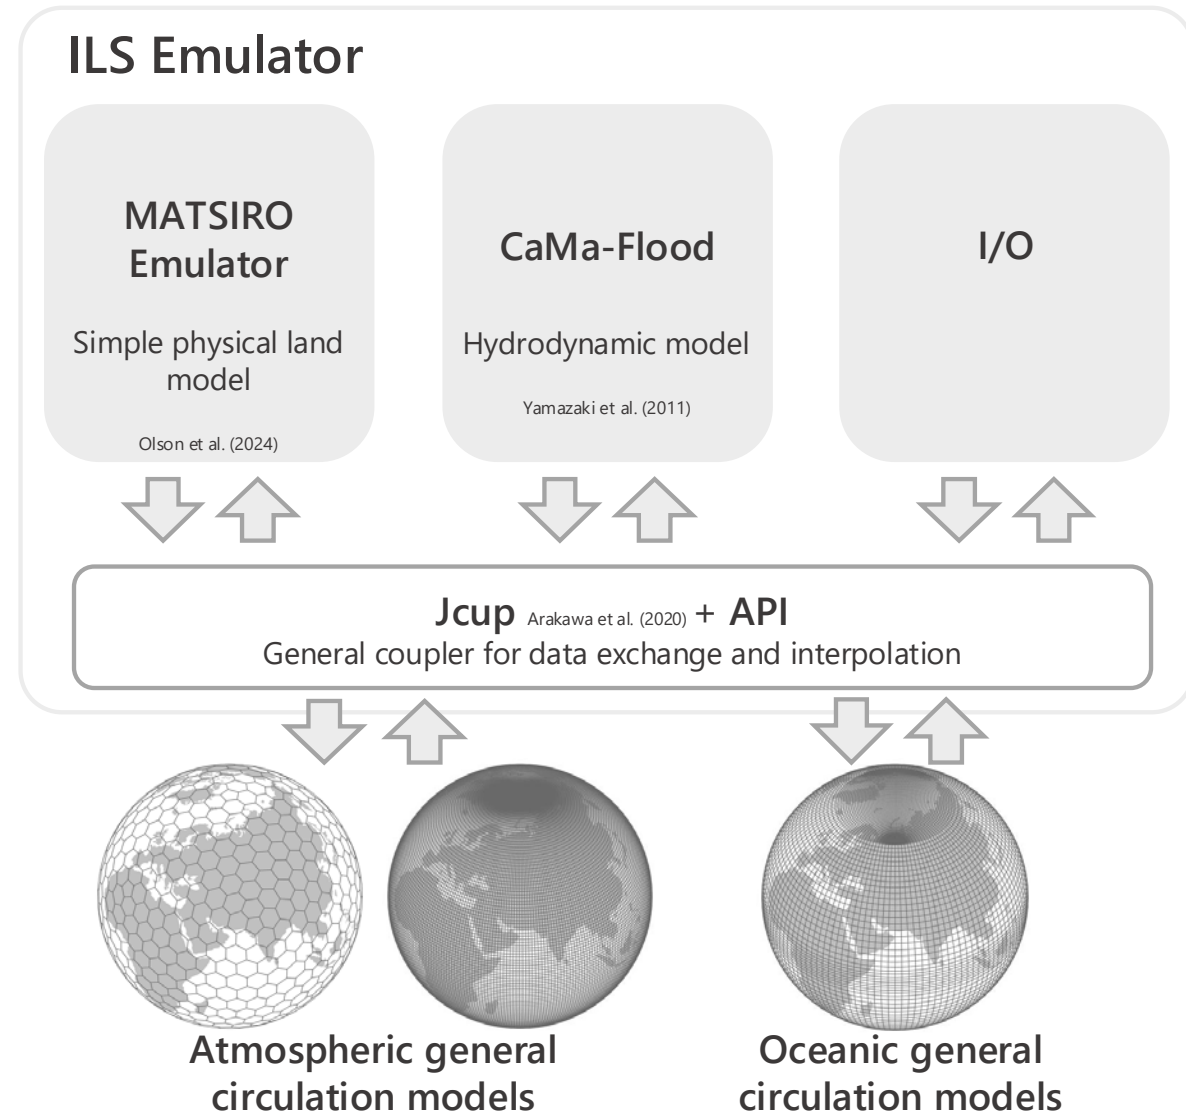 ILS Emulator
MATSIRO
Emulator
Simple physical land
model
Olson et al. (2024)
CaMa-Flood
Hydrodynamic model
Yamazaki et al. (2011)
I/O
Jcup Arakawa et al. (2020) + API
General coupler for data exchange and interpolation
Atmospheric general
circulation models
Oceanic general
circulation models